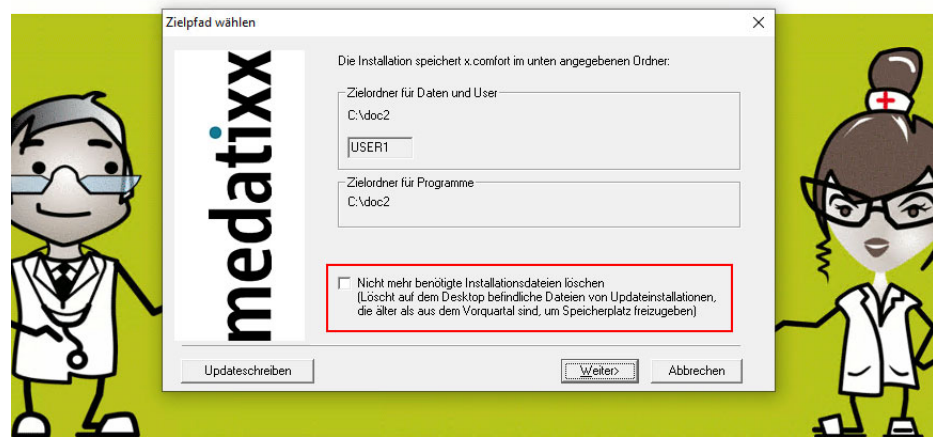 Zielpfad wählen
medatixx
Die Installation speichert x.comfort im unten angegebenen Ordner:
Zielordner für Daten und User
C:\doc2
USER1
Zielordner für Programme
C:\doc2
Nicht mehr benötigte Installationsdateien löschen
(Löscht auf dem Desktop befindliche Dateien von Updateinstallationen,
die älter als aus dem Vorquartal sind, um Speicherplatz freizugeben)
Updateschreiben
Weiter>
Abbrechen